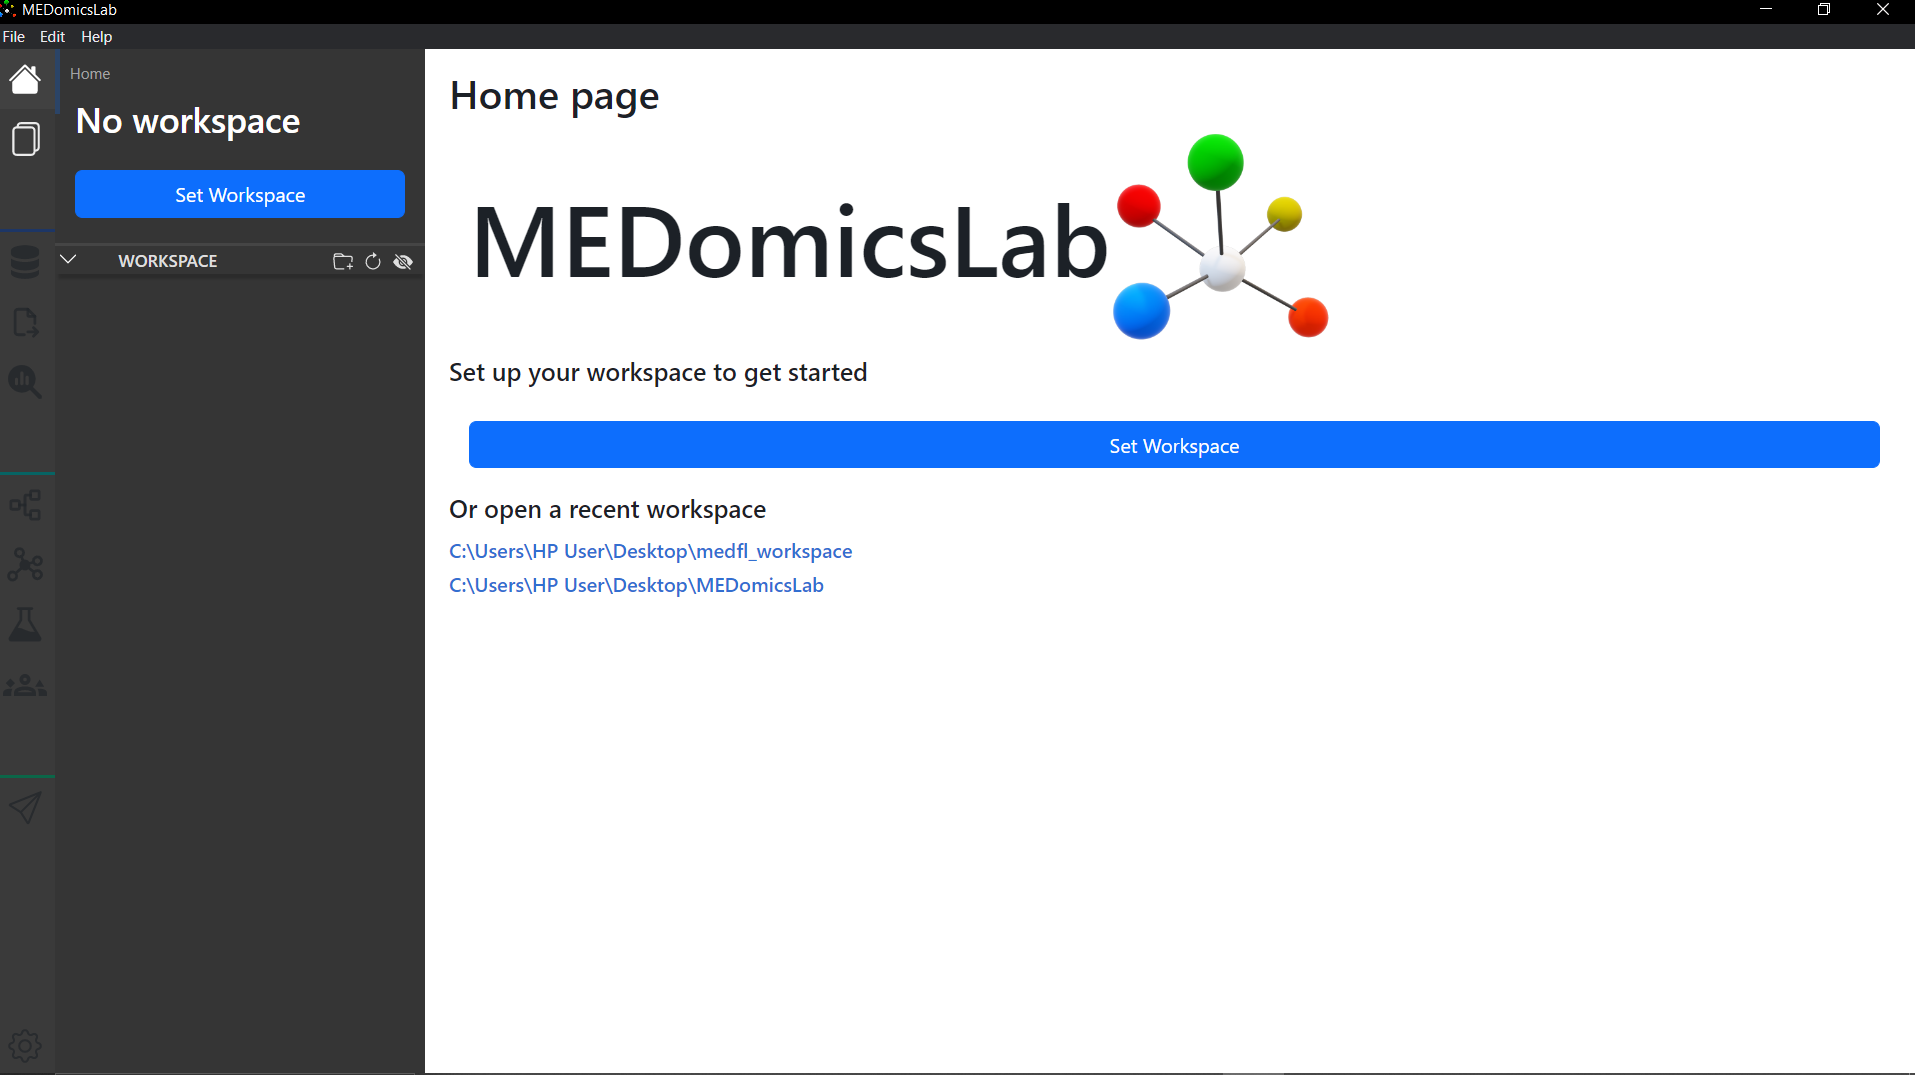 MEDomicsLab
File Edit Help
Home
No workspace
Set Workspace
WORKSPACE
Home page
MEDomicsLab
Set up your workspace to get started
Set Workspace
Or open a recent workspace
C:\Users\HP User\Desktop\medfl_workspace
C:\Users\HP User\Desktop\MEDomicsLab